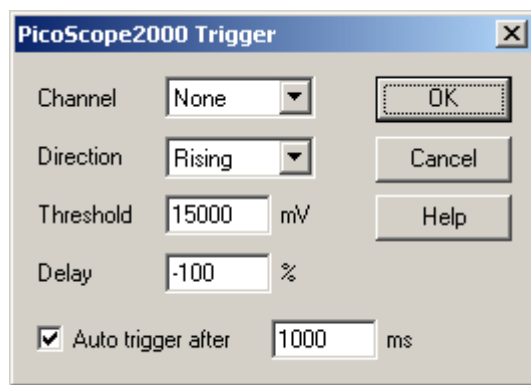 PicoScope2000 Trigger
Channel None OK
Direction Rising Cancel
Threshold 15000 mV Help
Delay -100 %
Auto trigger after 1000 ms